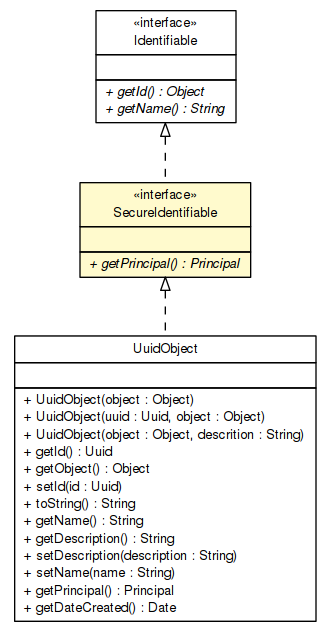 «interface»
Identifiable
+ getId() : Object
+ getName() : String
«interface»
SecureIdentifiable
+ getPrincipal() : Principal
UuidObject
+ UuidObject(object : Object)
+ UuidObject(uuid : Uuid, object : Object)
+ UuidObject(object : Object, descrition : String)
+ getId() : Uuid
+ getObject() : Object
+ setId(id : Uuid)
+ toString() : String
+ getName() : String
+ getDescription() : String
+ setDescription(description : String)
+ setName(name : String)
+ getPrincipal() : Principal
+ getDateCreated() : Date